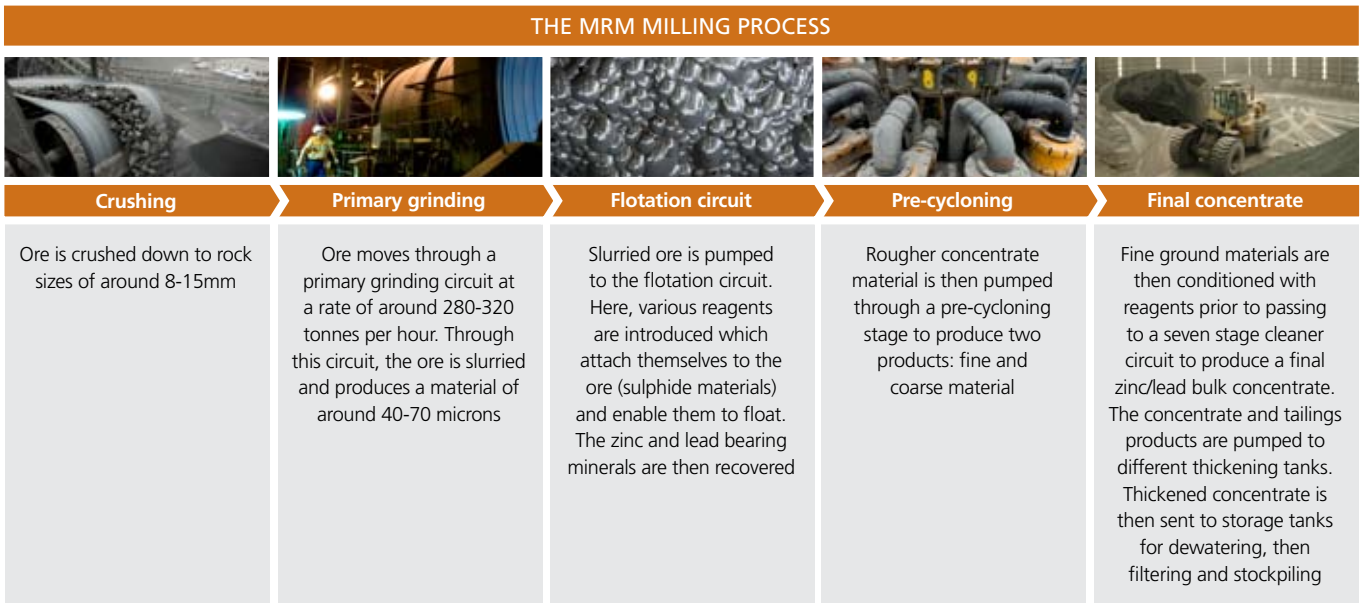 THE MRM MILLING PROCESS
8 9
Crushing
Primary grinding
Flotation circuit
Pre-cycloning
Final concentrate
Ore is crushed down to rock
sizes of around 8-15mm
Ore moves through a
primary grinding circuit at
a rate of around 280-320
tonnes per hour. Through
this circuit, the ore is slurried
and produces a material of
around 40-70 microns
Slurried ore is pumped
to the flotation circuit.
Here, various reagents
are introduced which
attach themselves to the
ore (sulphide materials)
and enable them to float.
The zinc and lead bearing
minerals are then recovered
Rougher concentrate
material is then pumped
through a pre-cycloning
stage to produce two
products: fine and
coarse material
Fine ground materials are
then conditioned with
reagents prior to passing
to a seven stage cleaner
circuit to produce a final
zinc/lead bulk concentrate.
The concentrate and tailings
products are pumped to
different thickening tanks.
Thickened concentrate is
then sent to storage tanks
for dewatering, then
filtering and stockpiling